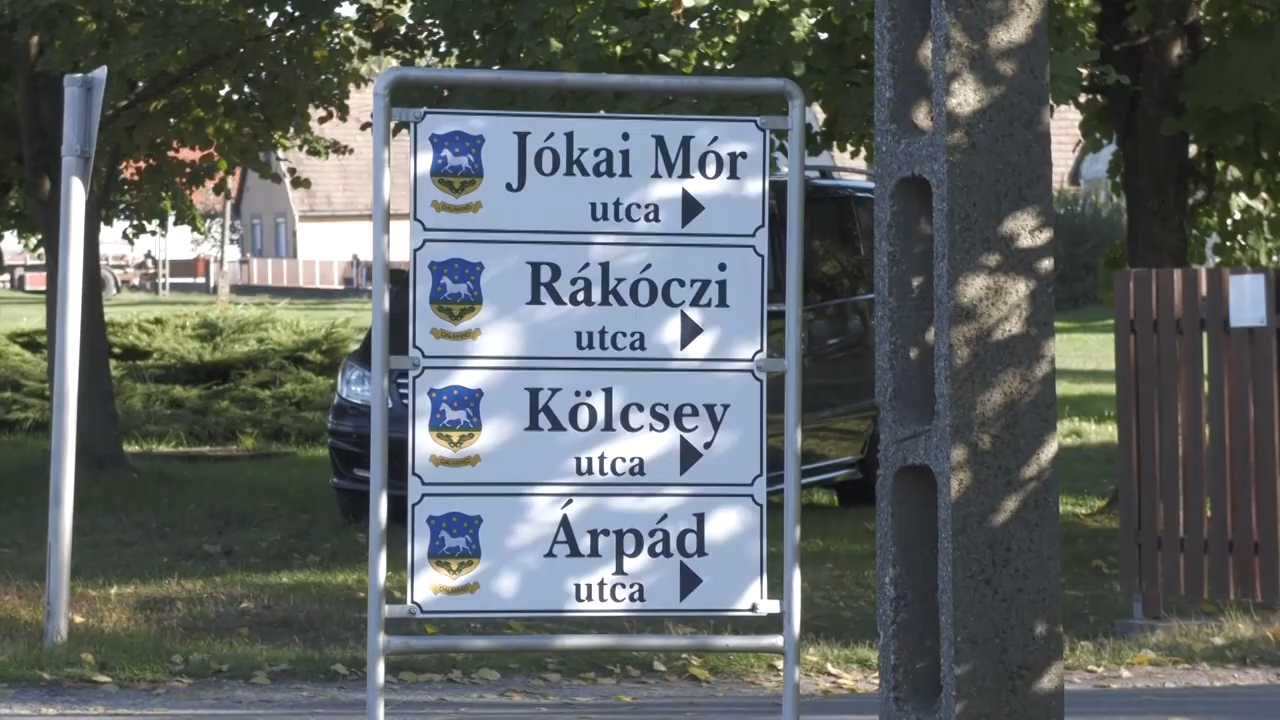 Jókai Mór
utca
Rákóczi
utca
Kölcsey
utca
Árpád
utca